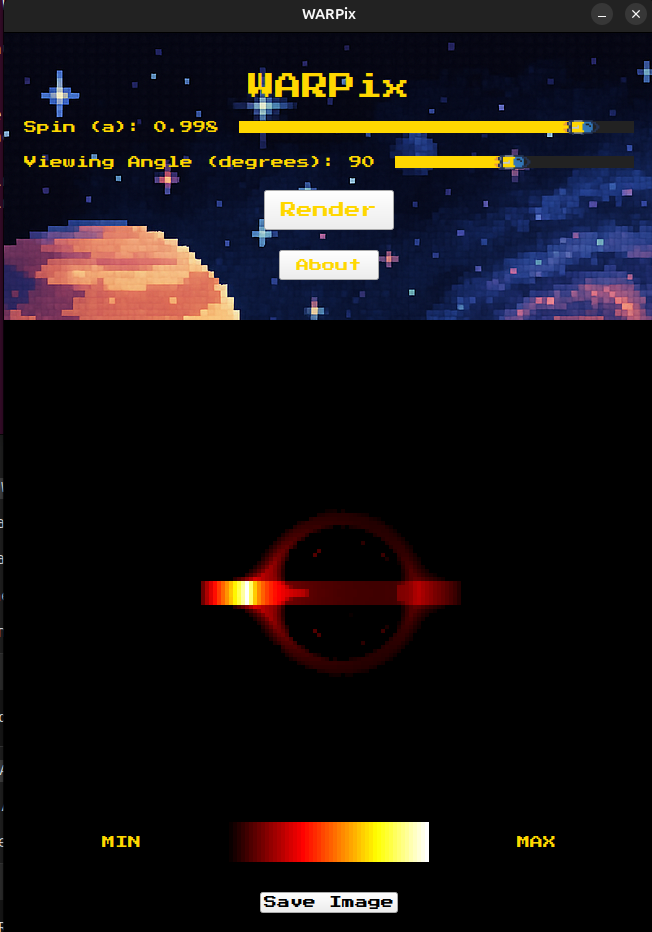 WARPix
WARPix
Spin (a): 0.998
Viewing Angle (degrees): 90
Render
About
MIN
MAX
Save Image